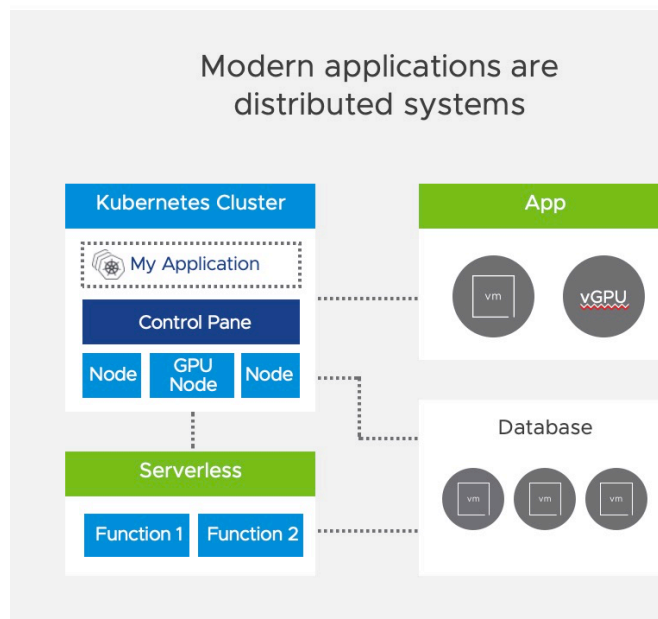 Modern applications are
distributed systems
Kubernetes Cluster
My Application
Control Pane
Node
GPU
Node
Node
App
vm
vGPU
Database
vm
vm
vm
Serverless
Function 1
Function 2